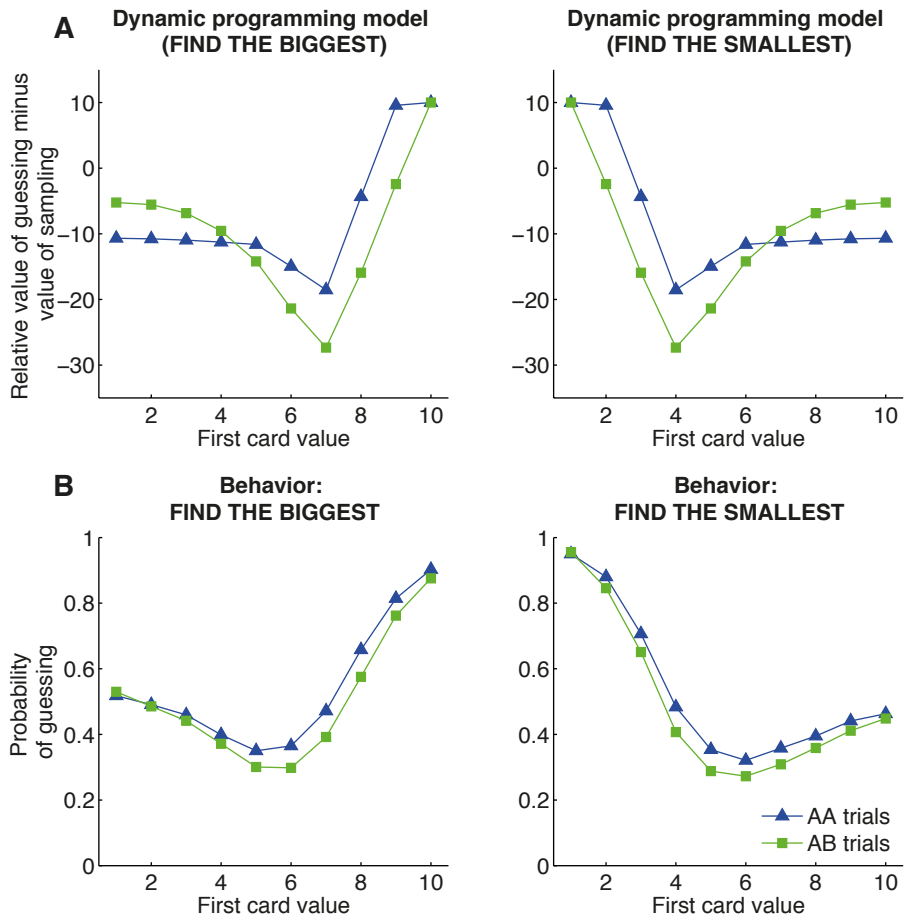 A
Dynamic programming model
(FIND THE BIGGEST)
Relative value of guessing minus
value of sampling
10
0
−10
−20
−30
2 4 6 8 10
First card value
Dynamic programming model
(FIND THE SMALLEST)
10
0
−10
−20
−30
2 4 6 8 10
First card value
B
Behavior:
FIND THE BIGGEST
Probability
of guessing
1
0.8
0.6
0.4
0.2
0
2 4 6 8 10
First card value
Behavior:
FIND THE SMALLEST
1
0.8
0.6
0.4
0.2
0
AA trials
AB trials
2 4 6 8 10
First card value